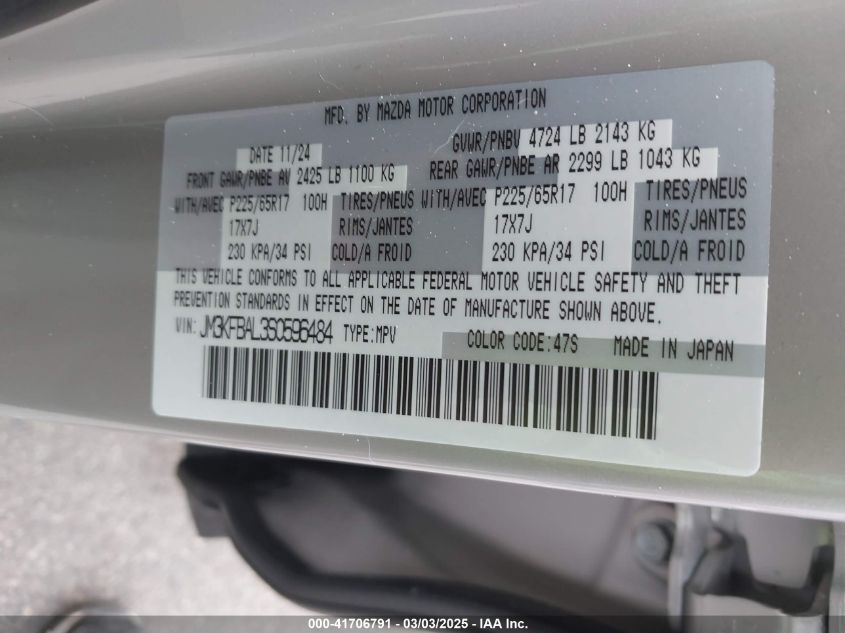 MFD. BY MAZDA MOTOR CORPORATION
DATE 11/24 GVWR/PNBV 4724 LB 2143 KG
FRONT GAWR/PNBE AV 2425 LB 1100 KG REAR GAWR/PNBE AR 2299 LB 1043 KG
WITH/AVEC P225/65R17 100H TIRES/PNEUS WITH/AVEC P225/65R17 100H TIRES/PNEUS
17X7J RIMS/JANTES 17X7J RIMS/JANTES
230 KPA/34 PSI COLD/A FROID 230 KPA/34 PSI COLD/A FROID
THIS VEHICLE CONFORMS TO ALL APPLICABLE FEDERAL MOTOR VEHICLE SAFETY AND THEFT
PREVENTION STANDARDS IN EFFECT ON THE DATE OF MANUFACTURE SHOWN ABOVE.
VIN: JM3KFBAL3S0596484 TYPE:MPV COLOR CODE:47S MADE IN JAPAN
000-41706791 - 03/03/2025 - IAA Inc.